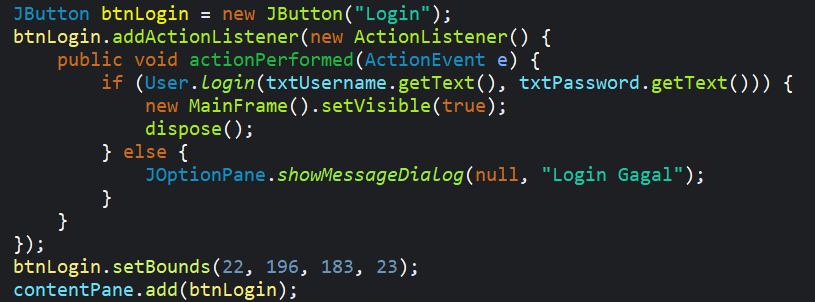 JButton btnLogin = new JButton("Login");
btnLogin.addActionListener(new ActionListener() {
    public void actionPerformed(ActionEvent e) {
        if (User.login(txtUsername.getText(), txtPassword.getText())) {
            new MainFrame().setVisible(true);
            dispose();
        } else {
            JOptionPane.showMessageDialog(null, "Login Gagal");
        }
    }
});
btnLogin.setBounds(22, 196, 183, 23);
contentPane.add(btnLogin);